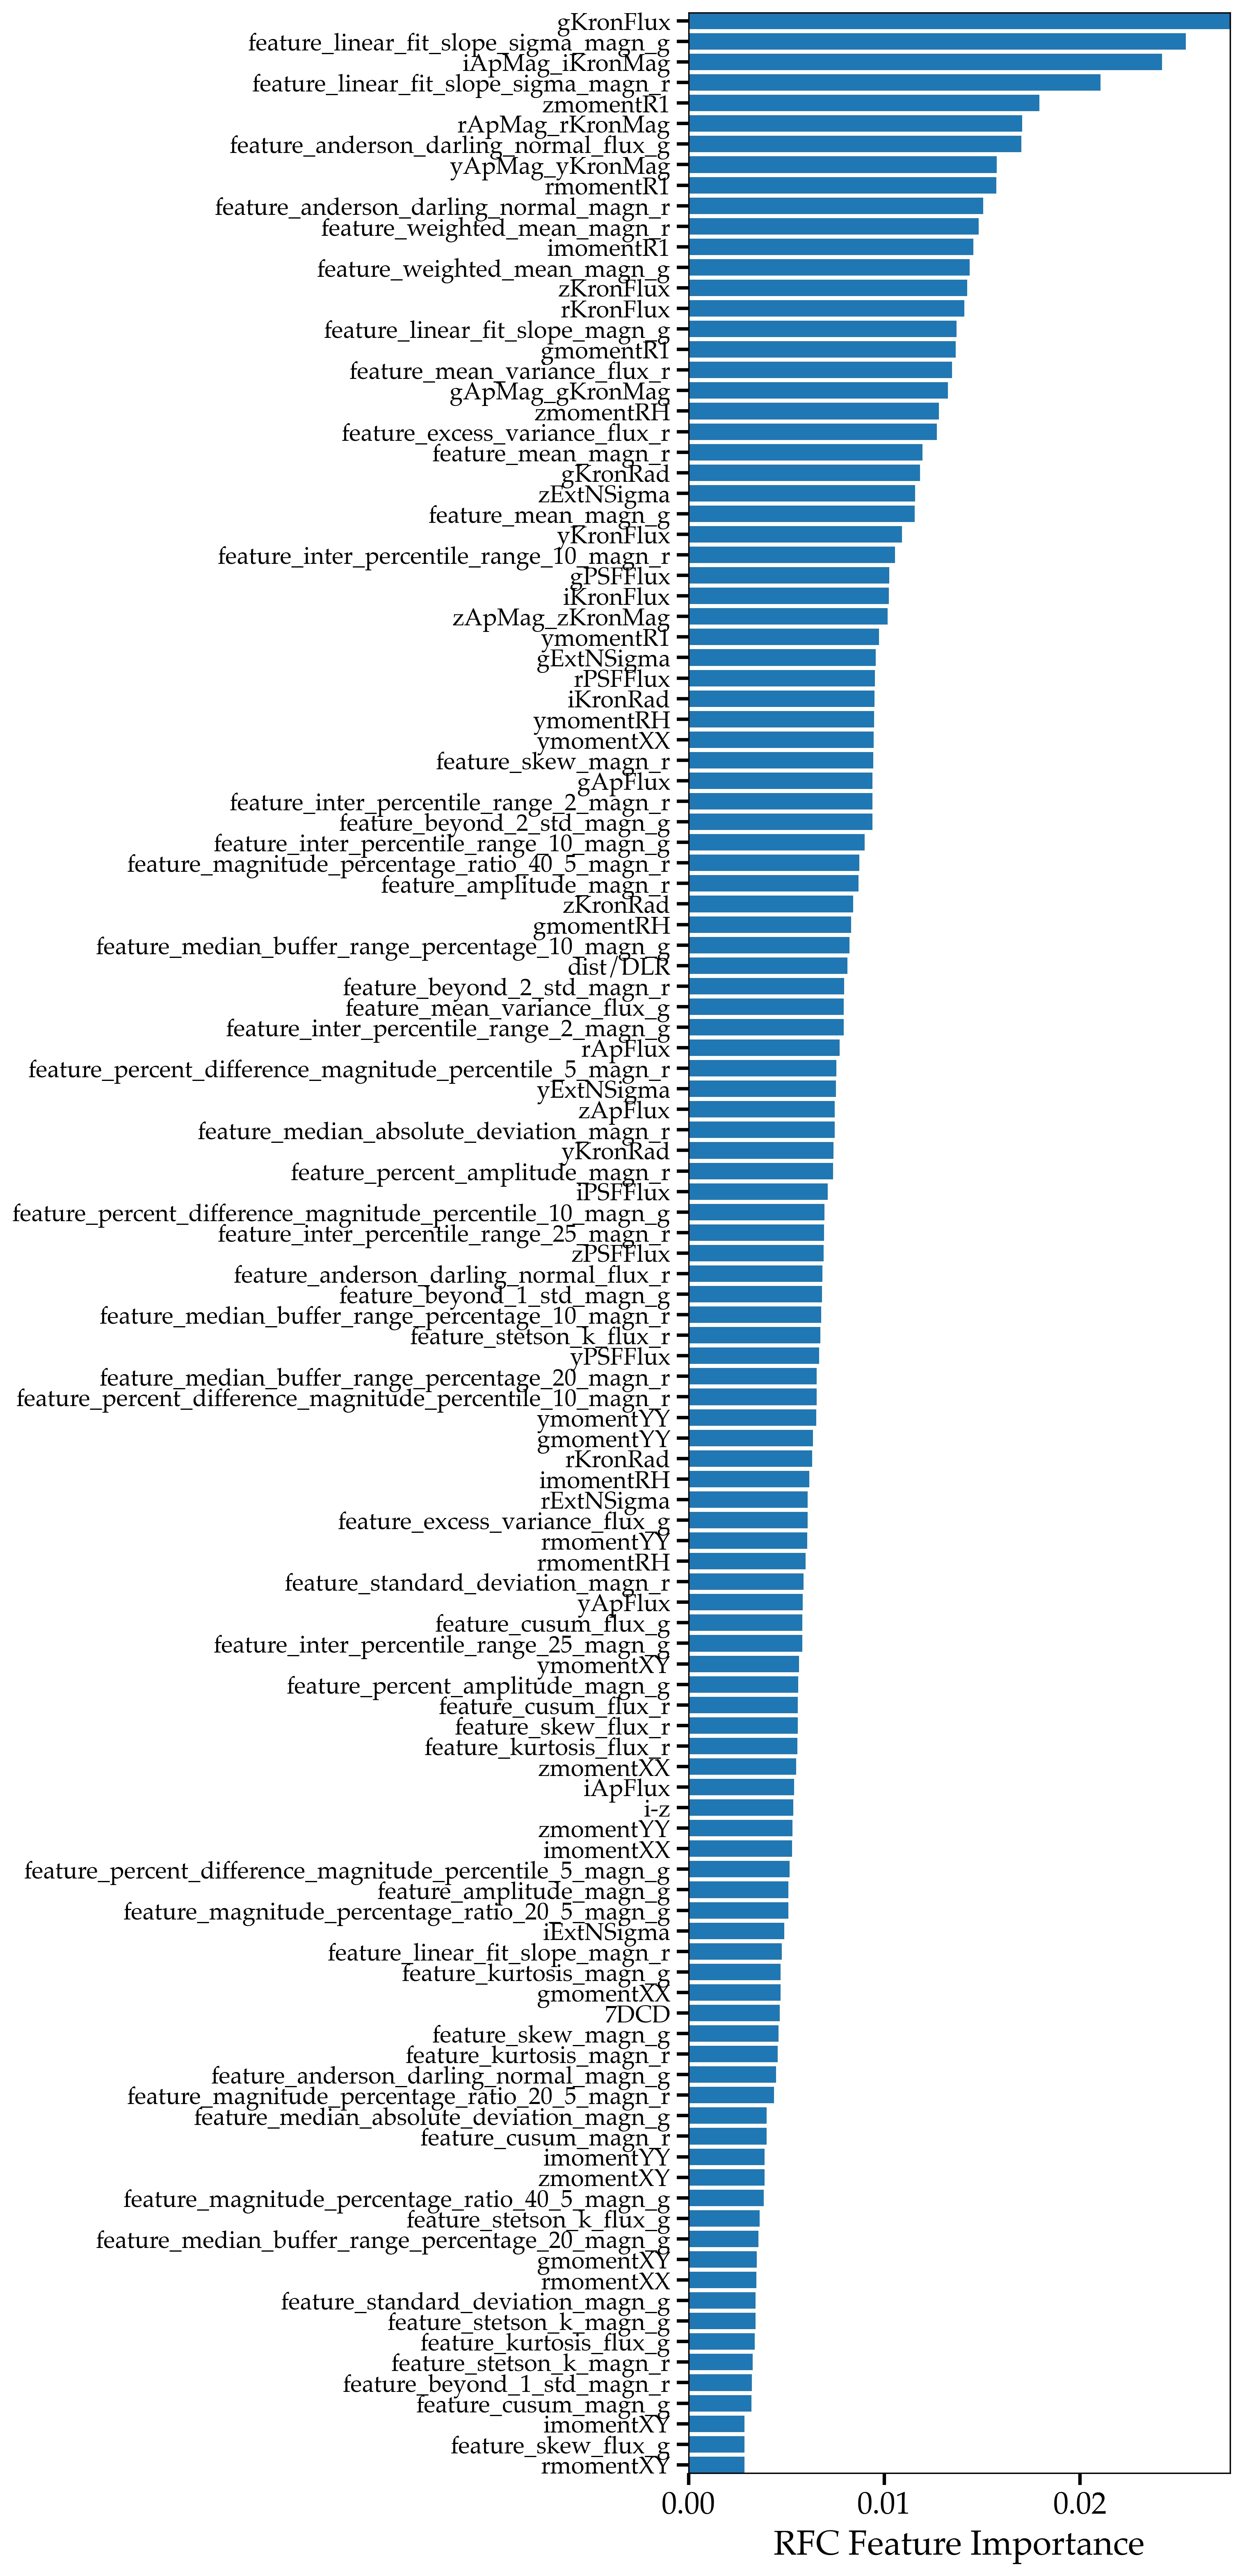 gKronFlux
feature_linear_fit_slope_sigma_magn_g
iApMag_iKronMag
feature_linear_fit_slope_sigma_magn_r
zmomentR1
rApMag_rKronMag
feature_anderson_darling_normal_flux_g
yApMag_yKronMag
rmomentR1
feature_anderson_darling_normal_magn_r
feature_weighted_mean_magn_r
imomentR1
feature_weighted_mean_magn_g
zKronFlux
rKronFlux
feature_linear_fit_slope_magn_g
gmomentR1
feature_mean_variance_flux_r
gApMag_gKronMag
zmomentRH
feature_excess_variance_flux_r
feature_mean_magn_r
gKronRad
zExtNSigma
feature_mean_magn_g
yKronFlux
feature_inter_percentile_range_10_magn_r
gPSFFlux
iKronFlux
zApMag_zKronMag
ymomentR1
gExtNSigma
rPSFFlux
iKronRad
ymomentRH
ymomentXX
feature_skew_magn_r
gApFlux
feature_inter_percentile_range_2_magn_r
feature_beyond_2_std_magn_g
feature_inter_percentile_range_10_magn_g
feature_magnitude_percentage_ratio_40_5_magn_r
feature_amplitude_magn_r
zKronRad
gmomentRH
feature_median_buffer_range_percentage_10_magn_g
dist/DLR
feature_beyond_2_std_magn_r
feature_mean_variance_flux_g
feature_inter_percentile_range_2_magn_g
rApFlux
feature_percent_difference_magnitude_percentile_5_magn_r
yExtNSigma
zApFlux
feature_median_absolute_deviation_magn_r
yKronRad
feature_percent_amplitude_magn_r
iPSFFlux
feature_percent_difference_magnitude_percentile_10_magn_g
feature_inter_percentile_range_25_magn_r
zPSFFlux
feature_anderson_darling_normal_flux_r
feature_beyond_1_std_magn_g
feature_median_buffer_range_percentage_10_magn_r
feature_stetson_k_flux_r
yPSFFlux
feature_median_buffer_range_percentage_20_magn_r
feature_percent_difference_magnitude_percentile_10_magn_r
ymomentYY
gmomentYY
rKronRad
imomentRH
rExtNSigma
feature_excess_variance_flux_g
rmomentYY
rmomentRH
feature_standard_deviation_magn_r
yApFlux
feature_cusum_flux_g
feature_inter_percentile_range_25_magn_g
ymomentXY
feature_percent_amplitude_magn_g
feature_cusum_flux_r
feature_skew_flux_r
feature_kurtosis_flux_r
zmomentXX
iApFlux
i-z
zmomentYY
imomentXX
feature_percent_difference_magnitude_percentile_5_magn_g
feature_amplitude_magn_g
feature_magnitude_percentage_ratio_20_5_magn_g
iExtNSigma
feature_linear_fit_slope_magn_r
feature_kurtosis_magn_g
gmomentXX
7DCD
feature_skew_magn_g
feature_kurtosis_magn_r
feature_anderson_darling_normal_magn_g
feature_magnitude_percentage_ratio_20_5_magn_r
feature_median_absolute_deviation_magn_g
feature_cusum_magn_r
imomentYY
zmomentXY
feature_magnitude_percentage_ratio_40_5_magn_g
feature_stetson_k_flux_g
feature_median_buffer_range_percentage_20_magn_g
gmomentXY
rmomentXX
feature_standard_deviation_magn_g
feature_stetson_k_magn_g
feature_kurtosis_flux_g
feature_stetson_k_magn_r
feature_beyond_1_std_magn_r
feature_cusum_magn_g
imomentXY
feature_skew_flux_g
rmomentXY
0.00 0.01 0.02
RFC Feature Importance